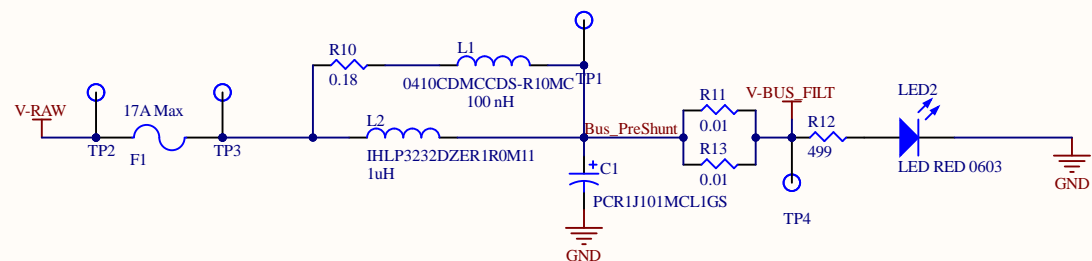 R10
0.18
L1
0410CDMCCDS-R10MC
100 nH
TP1
V-RAW
TP2
17A Max
F1
TP3
L2
IHLP3232DZER1R0M11
1uH
Bus_PreShunt
+
C1
PCR1J101MCL1GS
GND
R11
0.01
R13
0.01
V-BUS_FILT
R12
499
TP4
LED2
LED RED 0603
GND